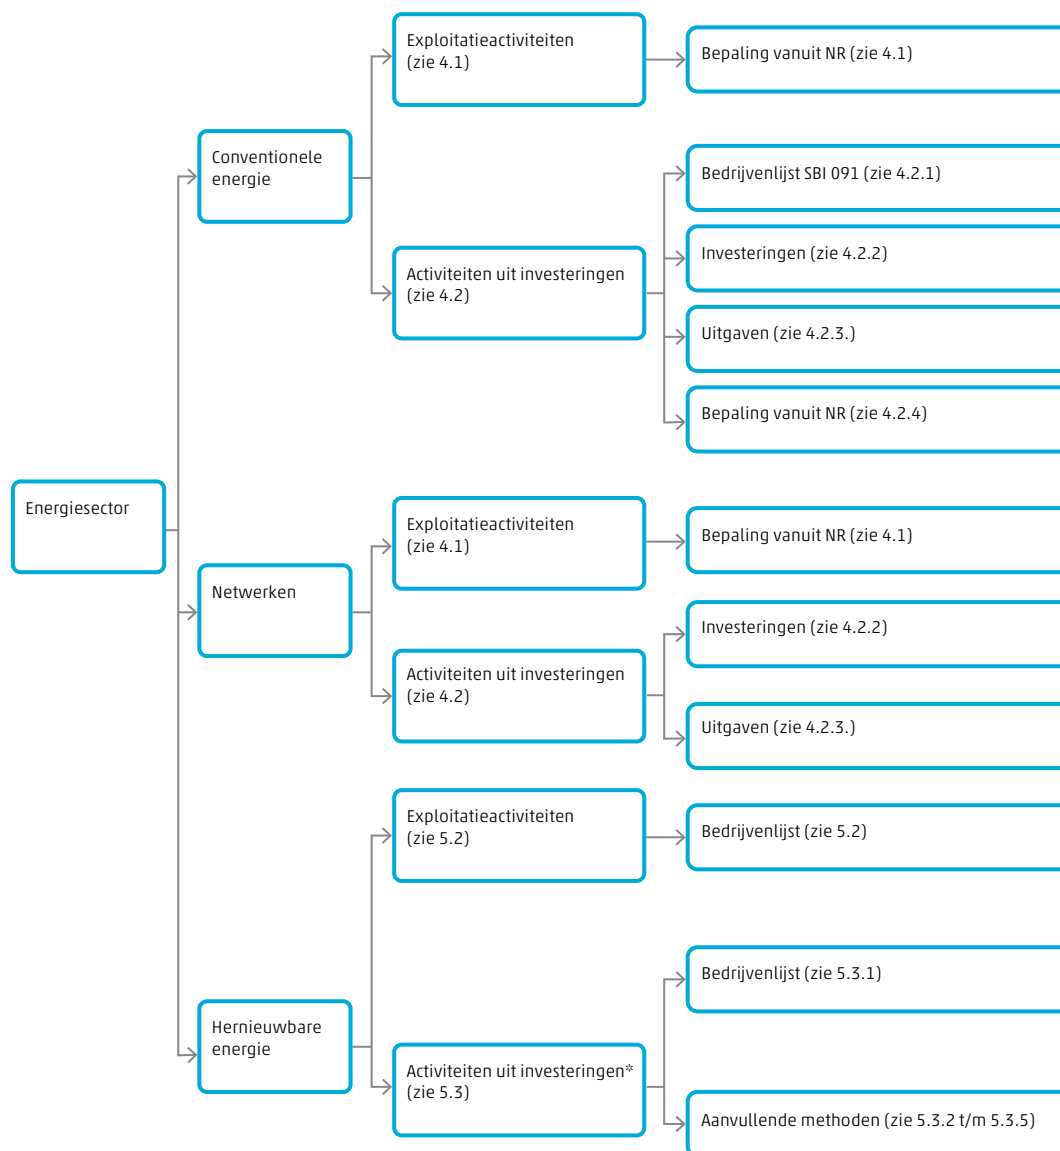 Exploitatieactiviteiten
(zie 4.1)
Bepaling vanuit NR (zie 4.1)
Conventionele
energie
Bedrijvenlijst SBI 091 (zie 4.2.1)
Investeringen (zie 4.2.2)
Activiteiten uit investeringen
(zie 4.2)
Uitgaven (zie 4.2.3.)
Bepaling vanuit NR (zie 4.2.4)
Energiesector
Exploitatieactiviteiten
(zie 4.1)
Bepaling vanuit NR (zie 4.1)
Netwerken
Investeringen (zie 4.2.2)
Activiteiten uit investeringen
(zie 4.2)
Uitgaven (zie 4.2.3.)
Exploitatieactiviteiten
(zie 5.2)
Bedrijvenlijst (zie 5.2)
Bedrijvenlijst (zie 5.3.1)
Hernieuwbare
energie
Activiteiten uit investeringen*
(zie 5.3)
Aanvullende methoden (zie 5.3.2 t/m 5.3.5)